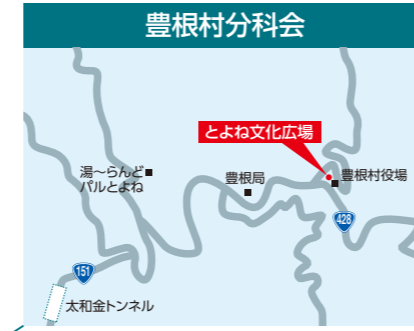 豊根村分科会
とよね文化広場
湯〜らんど
パルとよね
豊根局
豊根村役場
428
151
太和金トンネル